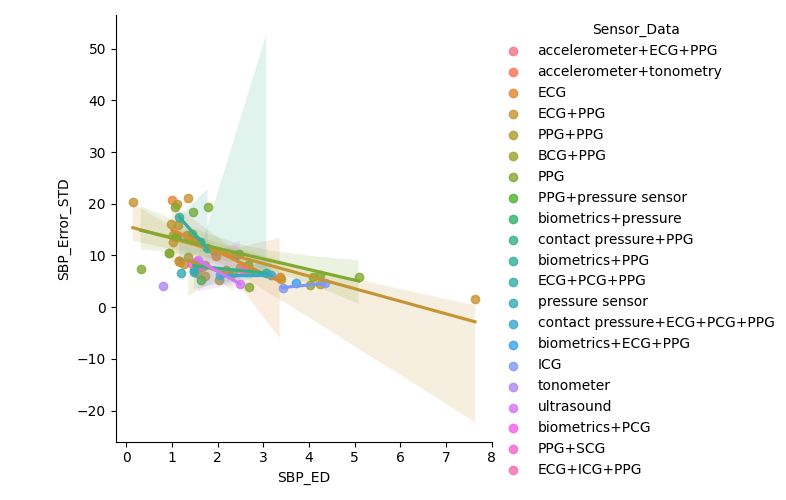 Sensor_Data
accelerometer+ECG+PPG
accelerometer+tonometry
ECG
ECG+PPG
PPG+PPG
BCG+PPG
PPG
PPG+pressure sensor
biometrics+pressure
contact pressure+PPG
biometrics+PPG
ECG+PCG+PPG
pressure sensor
contact pressure+ECG+PCG+PPG
biometrics+ECG+PPG
ICG
tonometer
ultrasound
biometrics+PCG
PPG+SCG
ECG+ICG+PPG
SBP_Error_STD
50
40
30
20
10
0
−10
−20
0 1 2 3 4 5 6 7 8
SBP_ED